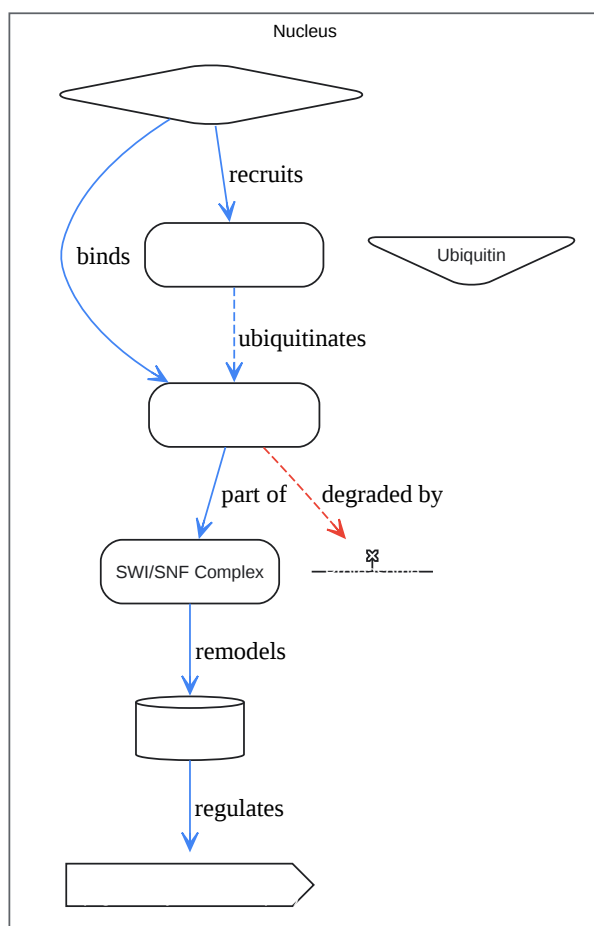 Nucleus
recruits
binds
Ubiquitin
ubiquitinates
part of
degraded by
SWI/SNF Complex
remodels
regulates